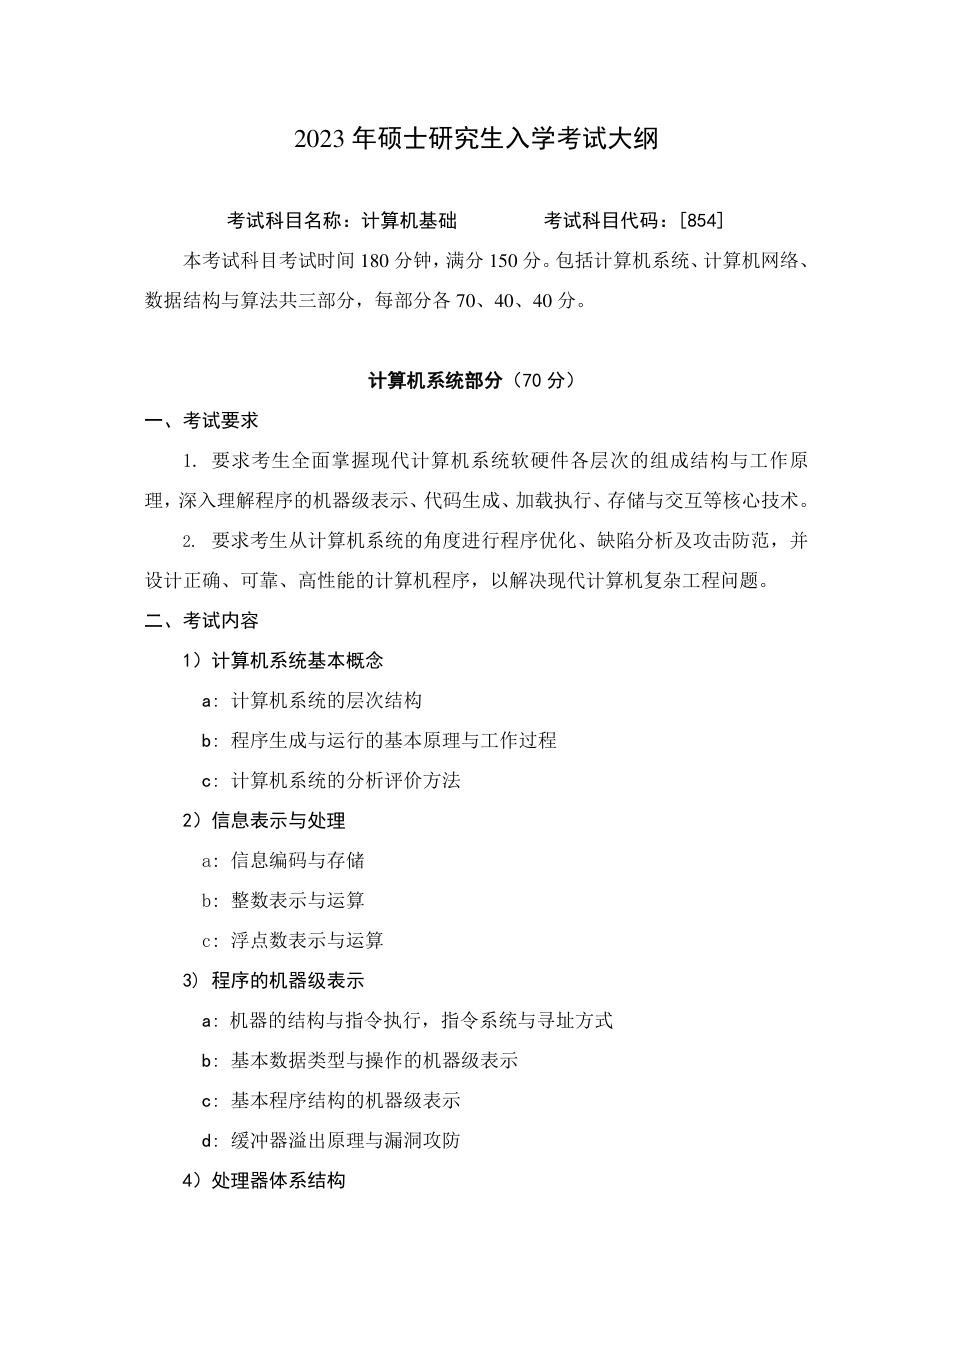 2023 年硕士研究生入学考试大纲
考试科目名称：计算机基础 考试科目代码：[854]
本考试科目考试时间 180 分钟，满分 150 分。包括计算机系统、计算机网络、
数据结构与算法共三部分，每部分各 70、40、40 分。
计算机系统部分（70 分）
一、考试要求
1. 要求考生全面掌握现代计算机系统软硬件各层次的组成结构与工作原
理，深入理解程序的机器级表示、代码生成、加载执行、存储与交互等核心技术。
2. 要求考生从计算机系统的角度进行程序优化、缺陷分析及攻击防范，并
设计正确、可靠、高性能的计算机程序，以解决现代计算机复杂工程问题。
二、考试内容
1）计算机系统基本概念
a: 计算机系统的层次结构
b: 程序生成与运行的基本原理与工作过程
c: 计算机系统的分析评价方法
2）信息表示与处理
a: 信息编码与存储
b: 整数表示与运算
c: 浮点数表示与运算
3) 程序的机器级表示
a: 机器的结构与指令执行，指令系统与寻址方式
b: 基本数据类型与操作的机器级表示
c: 基本程序结构的机器级表示
d: 缓冲器溢出原理与漏洞攻防
4）处理器体系结构